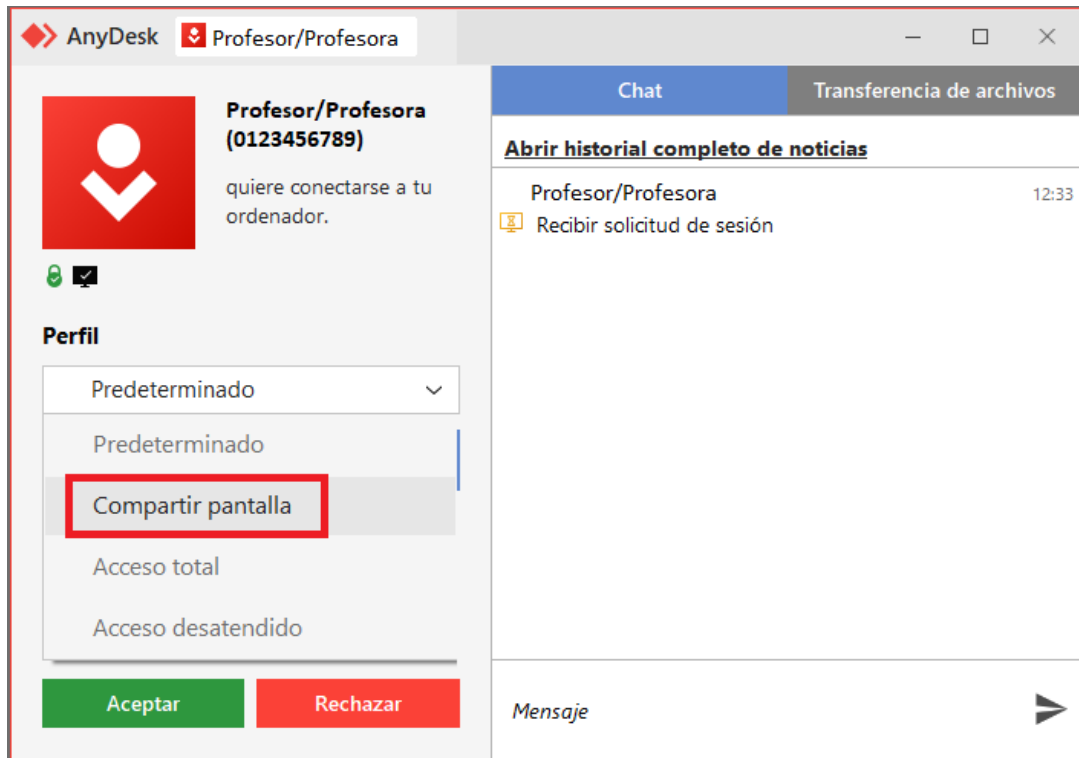 AnyDesk
Profesor/Profesora
Profesor/Profesora
(0123456789)
quiere conectarse a tu
ordenador.
Perfil
Predeterminado
Predeterminado
Compartir pantalla
Acceso total
Acceso desatendido
Aceptar
Rechazar
Chat
Transferencia de archivos
Abrir historial completo de noticias
Profesor/Profesora
12:33
Recibir solicitud de sesión
Mensaje